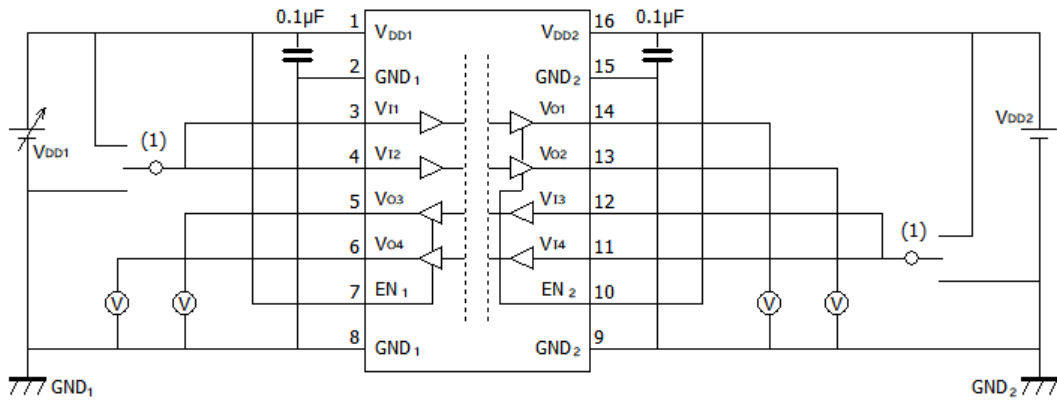 0.1µF 1 16 0.1µF
VDD1 VDD2
2 GND1 GND2 15
3 VI1 VO1 14
VDD1 (1) VDD2
4 VI2 VO2 13
5 VO3 VI3 12
(1)
6 VO4 VI4 11
7 EN1 EN2 10
V V V V
8 GND1 GND2 9
GND1 GND2